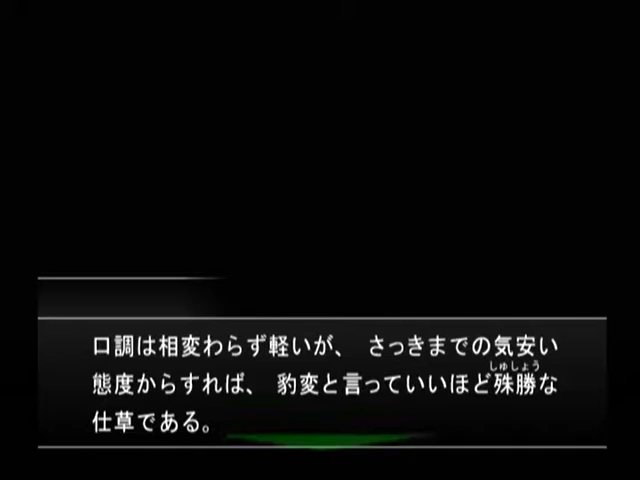 口調は相変わらず軽いが、さっきまでの気安い
しゅしょう
態度からすれば、豹変と言っていいほど殊勝な
仕草である。